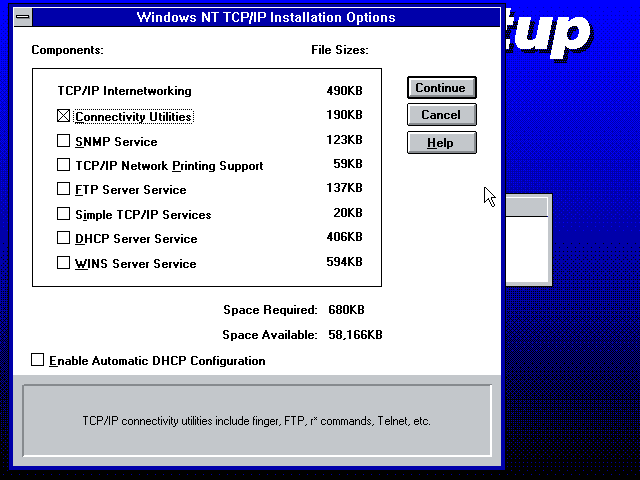 Windows NT TCP/IP Installation Options
tup
Components: File Sizes:
TCP/IP Internetworking 490KB
Connectivity Utilities 190KB
SNMP Service 123KB
TCP/IP Network Printing Support 59KB
FTP Server Service 137KB
Simple TCP/IP Services 20KB
DHCP Server Service 406KB
WINS Server Service 594KB
Continue
Cancel
Help
Space Required: 680KB
Space Available: 58,166KB
Enable Automatic DHCP Configuration
TCP/IP connectivity utilities include finger, FTP, r* commands, Telnet, etc.